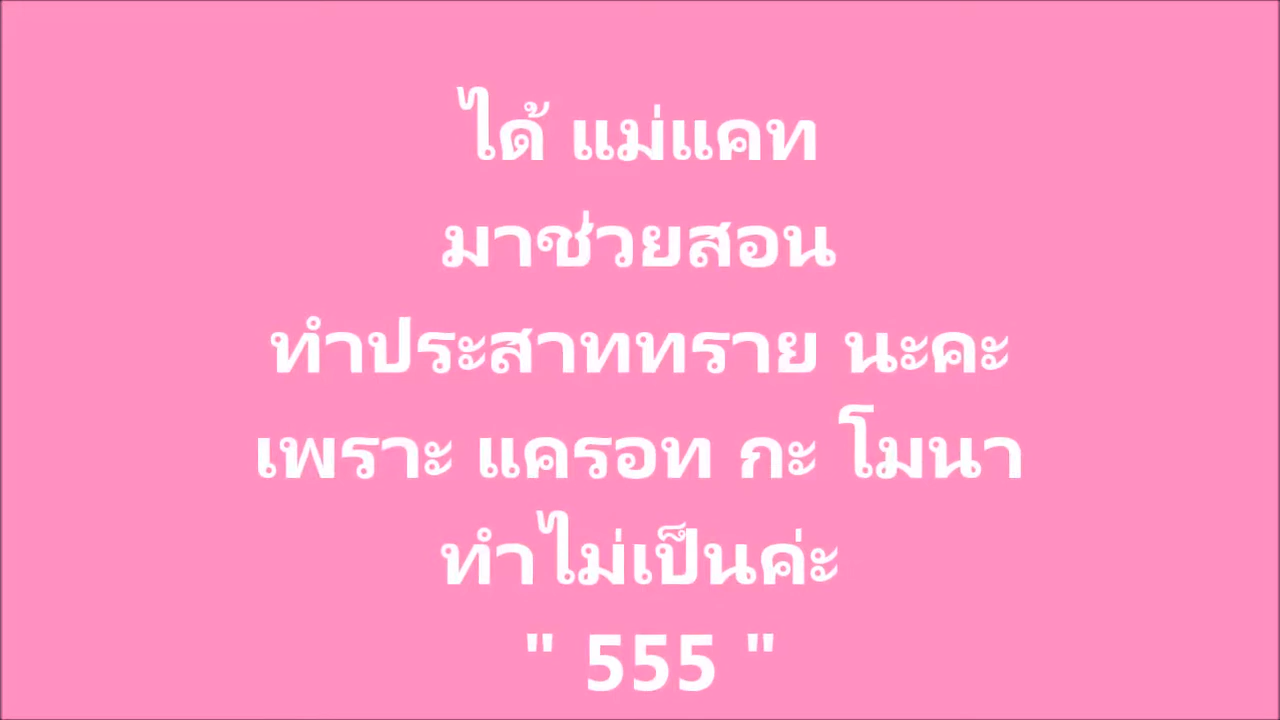 ได้ แม่แคท
มาช่วยสอน
ทำประสาททราย นะคะ
เพราะ แครอท กะ โมนา
ทำไม่เป็นค่ะ
" 555 "